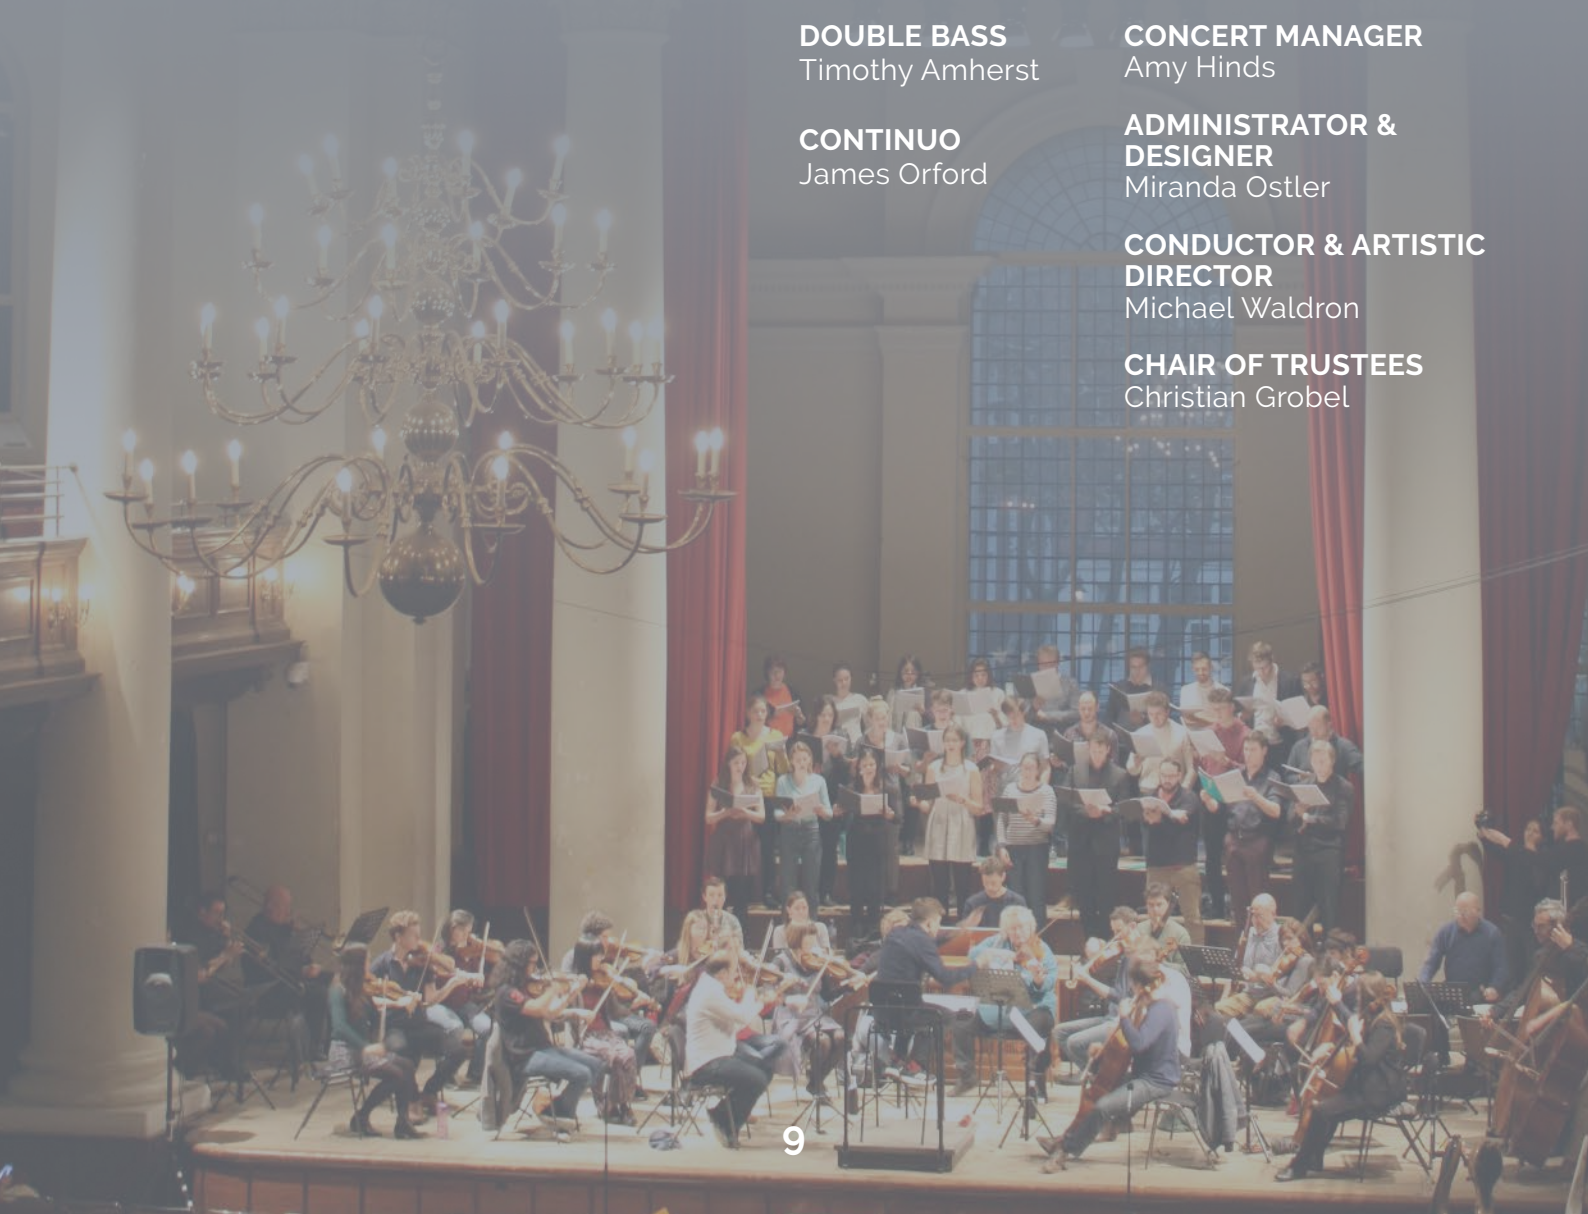 DOUBLE BASS
Timothy Amherst
CONTINUO
James Orford
CONCERT MANAGER
Amy Hinds
ADMINISTRATOR &
DESIGNER
Miranda Ostler
CONDUCTOR & ARTISTIC
DIRECTOR
Michael Waldron
CHAIR OF TRUSTEES
Christian Grobel
9